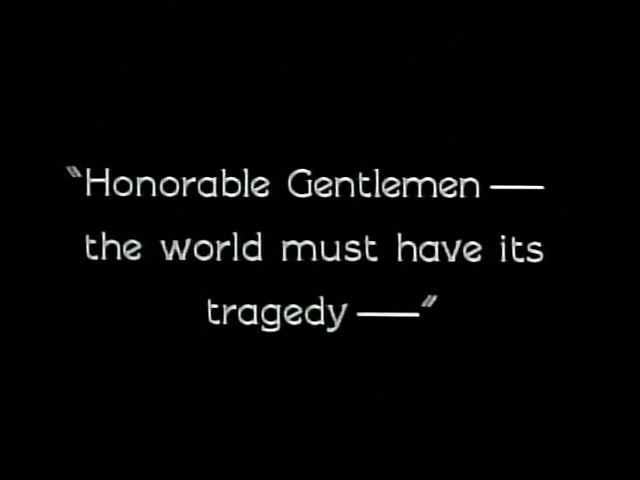 "Honorable Gentlemen —
the world must have its
tragedy —"